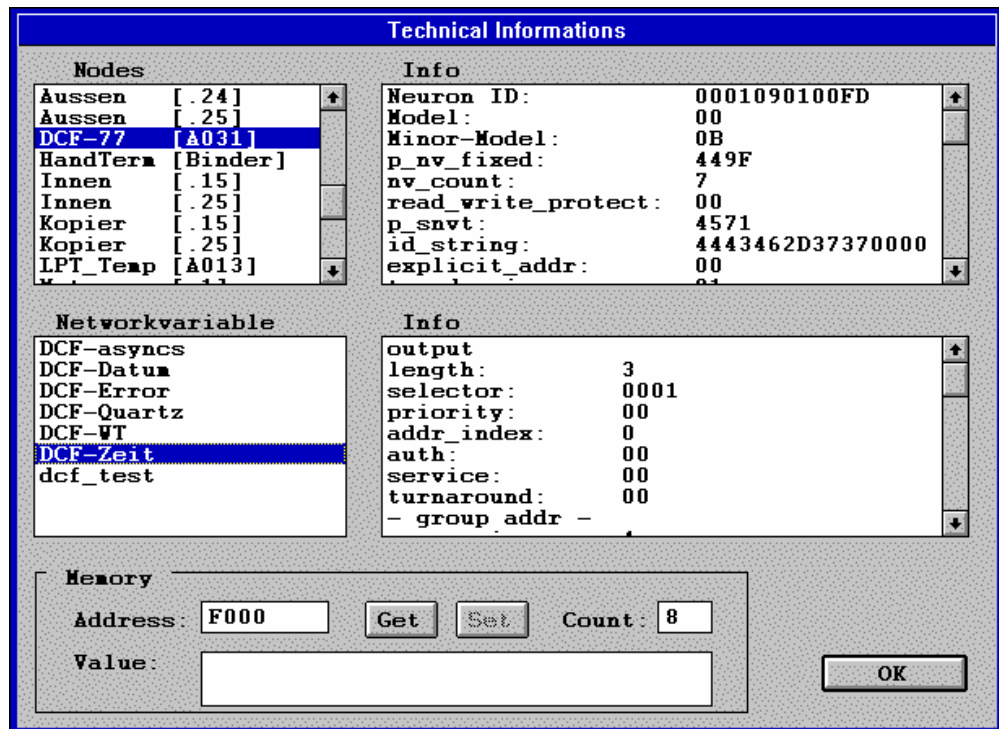 Technical Informations
Nodes
Aussen [.24]
Aussen [.25]
DCF-77 [A031]
HandTerm [Binder]
Innen [.15]
Innen [.25]
Kopier [.15]
Kopier [.25]
LPT_Temp [A013]
Info
Neuron ID: 0001090100FD
Model: 00
Minor-Model: 0B
p_nv_fixed: 449F
nv_count: 7
read_write_protect: 00
p_snvt: 4571
id_string: 4443462D37370000
explicit_addr: 00
Networkvariable
DCF-asyncs
DCF-Datum
DCF-Error
DCF-Quartz
DCF-WT
DCF-Zeit
dcf_test
Info
output
length: 3
selector: 0001
priority: 00
addr_index: 0
auth: 00
service: 00
turnaround: 00
- group addr -
Memory
Address: F000 Get Set Count: 8
Value:
OK